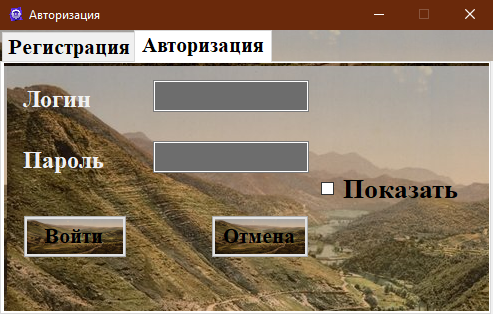 Авторизация
Регистрация Авторизация
Логин
Пароль
Показать
Войти Отмена